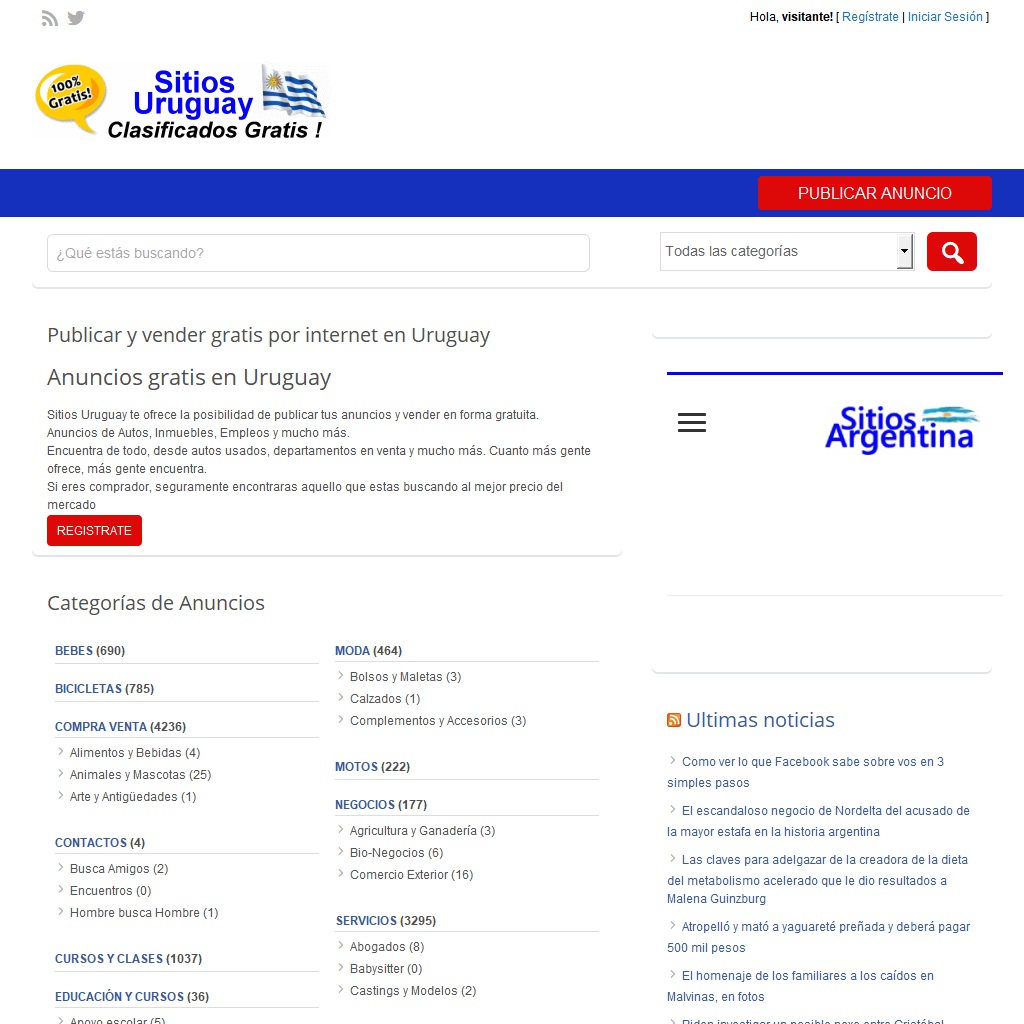 Hola, visitante! [ Regístrate | Iniciar Sesión ]
100%
Gratis!
Sitios
Uruguay
Clasificados Gratis !
PUBLICAR ANUNCIO
¿Qué estás buscando?
Todas las categorías
Publicar y vender gratis por internet en Uruguay
Anuncios gratis en Uruguay
Sitios Uruguay te ofrece la posibilidad de publicar tus anuncios y vender en forma gratuita.
Anuncios de Autos, Inmuebles, Empleos y mucho más.
Encuentra de todo, desde autos usados, departamentos en venta y mucho más. Cuanto más gente
ofrece, más gente encuentra.
Si eres comprador, seguramente encontraras aquello que estas buscando al mejor precio del
mercado
REGISTRATE
Categorías de Anuncios
BEBES (690)
BICICLETAS (785)
COMPRA VENTA (4236)
Alimentos y Bebidas (4)
Animales y Mascotas (25)
Arte y Antigüedades (1)
CONTACTOS (4)
Busca Amigos (2)
Encuentros (0)
Hombre busca Hombre (1)
CURSOS Y CLASES (1037)
EDUCACIÓN Y CURSOS (36)
Apoyo escolar (5)
MODA (464)
Bolsos y Maletas (3)
Calzados (1)
Complementos y Accesorios (3)
MOTOS (222)
NEGOCIOS (177)
Agricultura y Ganadería (3)
Bio-Negocios (6)
Comercio Exterior (16)
SERVICIOS (3295)
Abogados (8)
Babysitter (0)
Castings y Modelos (2)
Sitios
Argentina
Ultimas noticias
Como ver lo que Facebook sabe sobre vos en 3
simples pasos
El escandaloso negocio de Nordelta del acusado de
la mayor estafa en la historia argentina
Las claves para adelgazar de la creadora de la dieta
del metabolismo acelerado que le dio resultados a
Malena Guinzburg
Atropelló y mató a yaguareté preñada y deberá pagar
500 mil pesos
El homenaje de los familiares a los caídos en
Malvinas, en fotos
Piden investigar un posible nexo entre Cristóbal